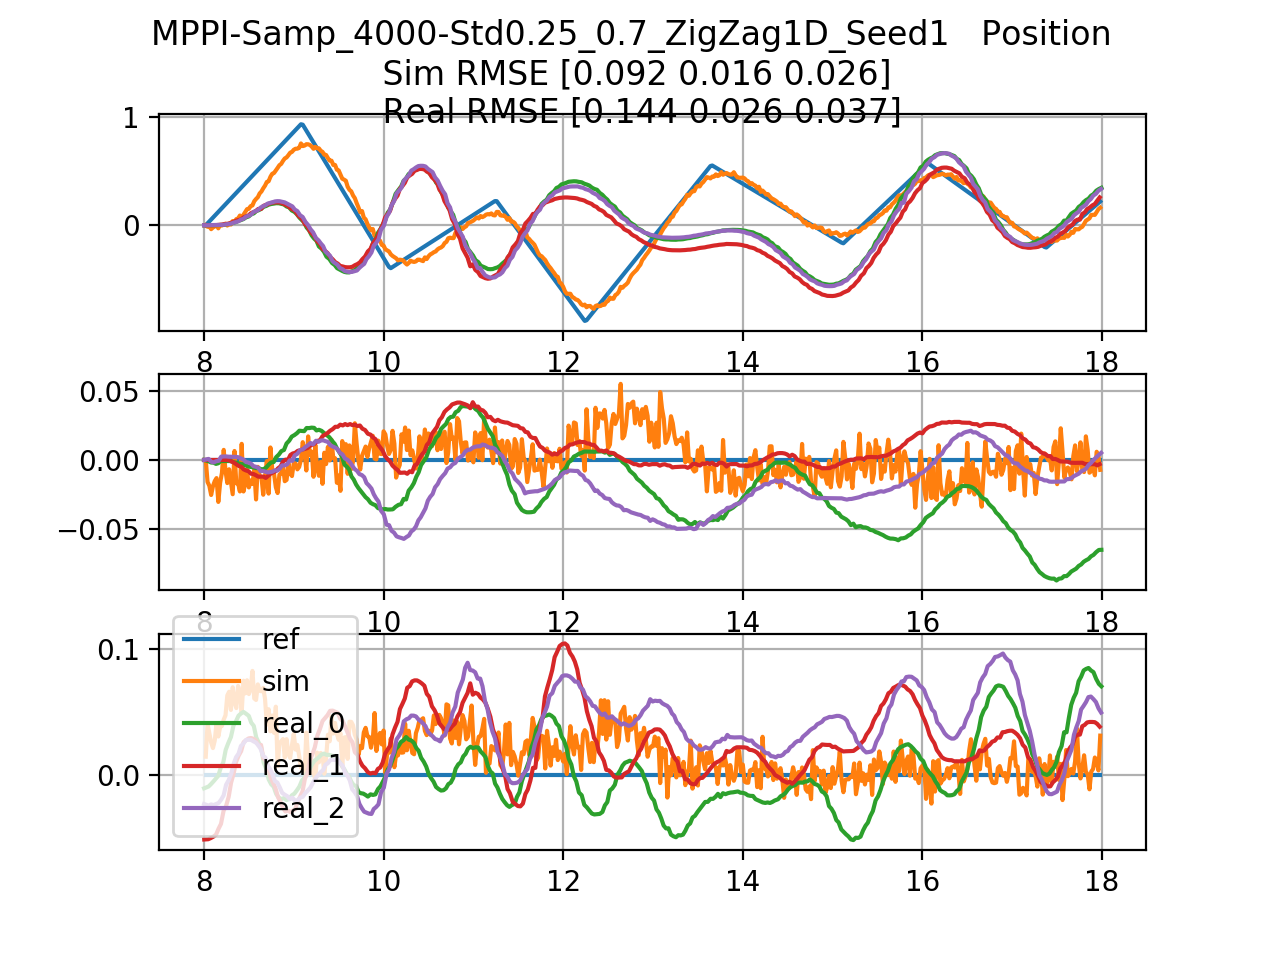 MPPI-Samp_4000-Std0.25_0.7_ZigZag1D_Seed1 Position
Sim RMSE [0.092 0.016 0.026]
Real RMSE [0.144 0.026 0.037]
1
0
8 10 12 14 16 18
0.05
0.00
−0.05
8 10 12 14 16 18
0.1
0.0
ref
sim
real_0
real_1
real_2
8 10 12 14 16 18